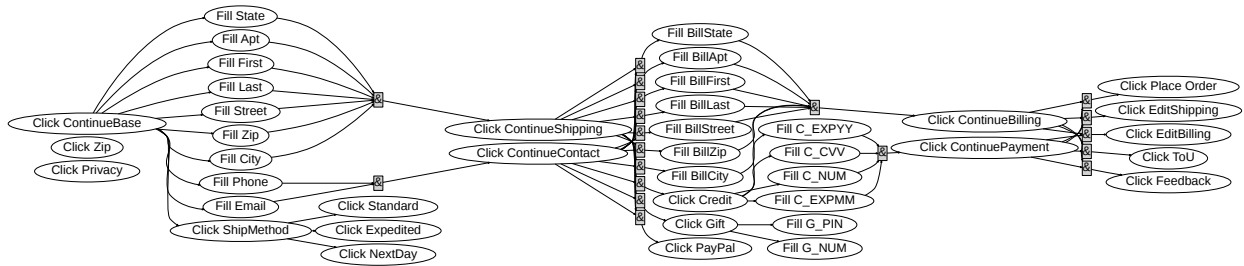 Click ContinueBase
Click Zip
Click Privacy
Fill State
Fill Apt
Fill First
Fill Last
Fill Street
Fill Zip
Fill City
Fill Phone
Fill Email
Click ShipMethod
&
&
Click Standard
Click Expedited
Click NextDay
Click ContinueShipping
Click ContinueContact
&
&
&
&
&
&
&
&
&
&
Fill BillState
Fill BillApt
Fill BillFirst
Fill BillLast
Fill BillStreet
Fill BillZip
Fill BillCity
Click Credit
Click Gift
Click PayPal
&
Fill C_EXPYY
Fill C_CVV
Fill C_NUM
Fill C_EXPMM
Fill G_PIN
Fill G_NUM
&
Click ContinueBilling
Click ContinuePayment
&
&
&
&
&
Click Place Order
Click EditShipping
Click EditBilling
Click ToU
Click Feedback